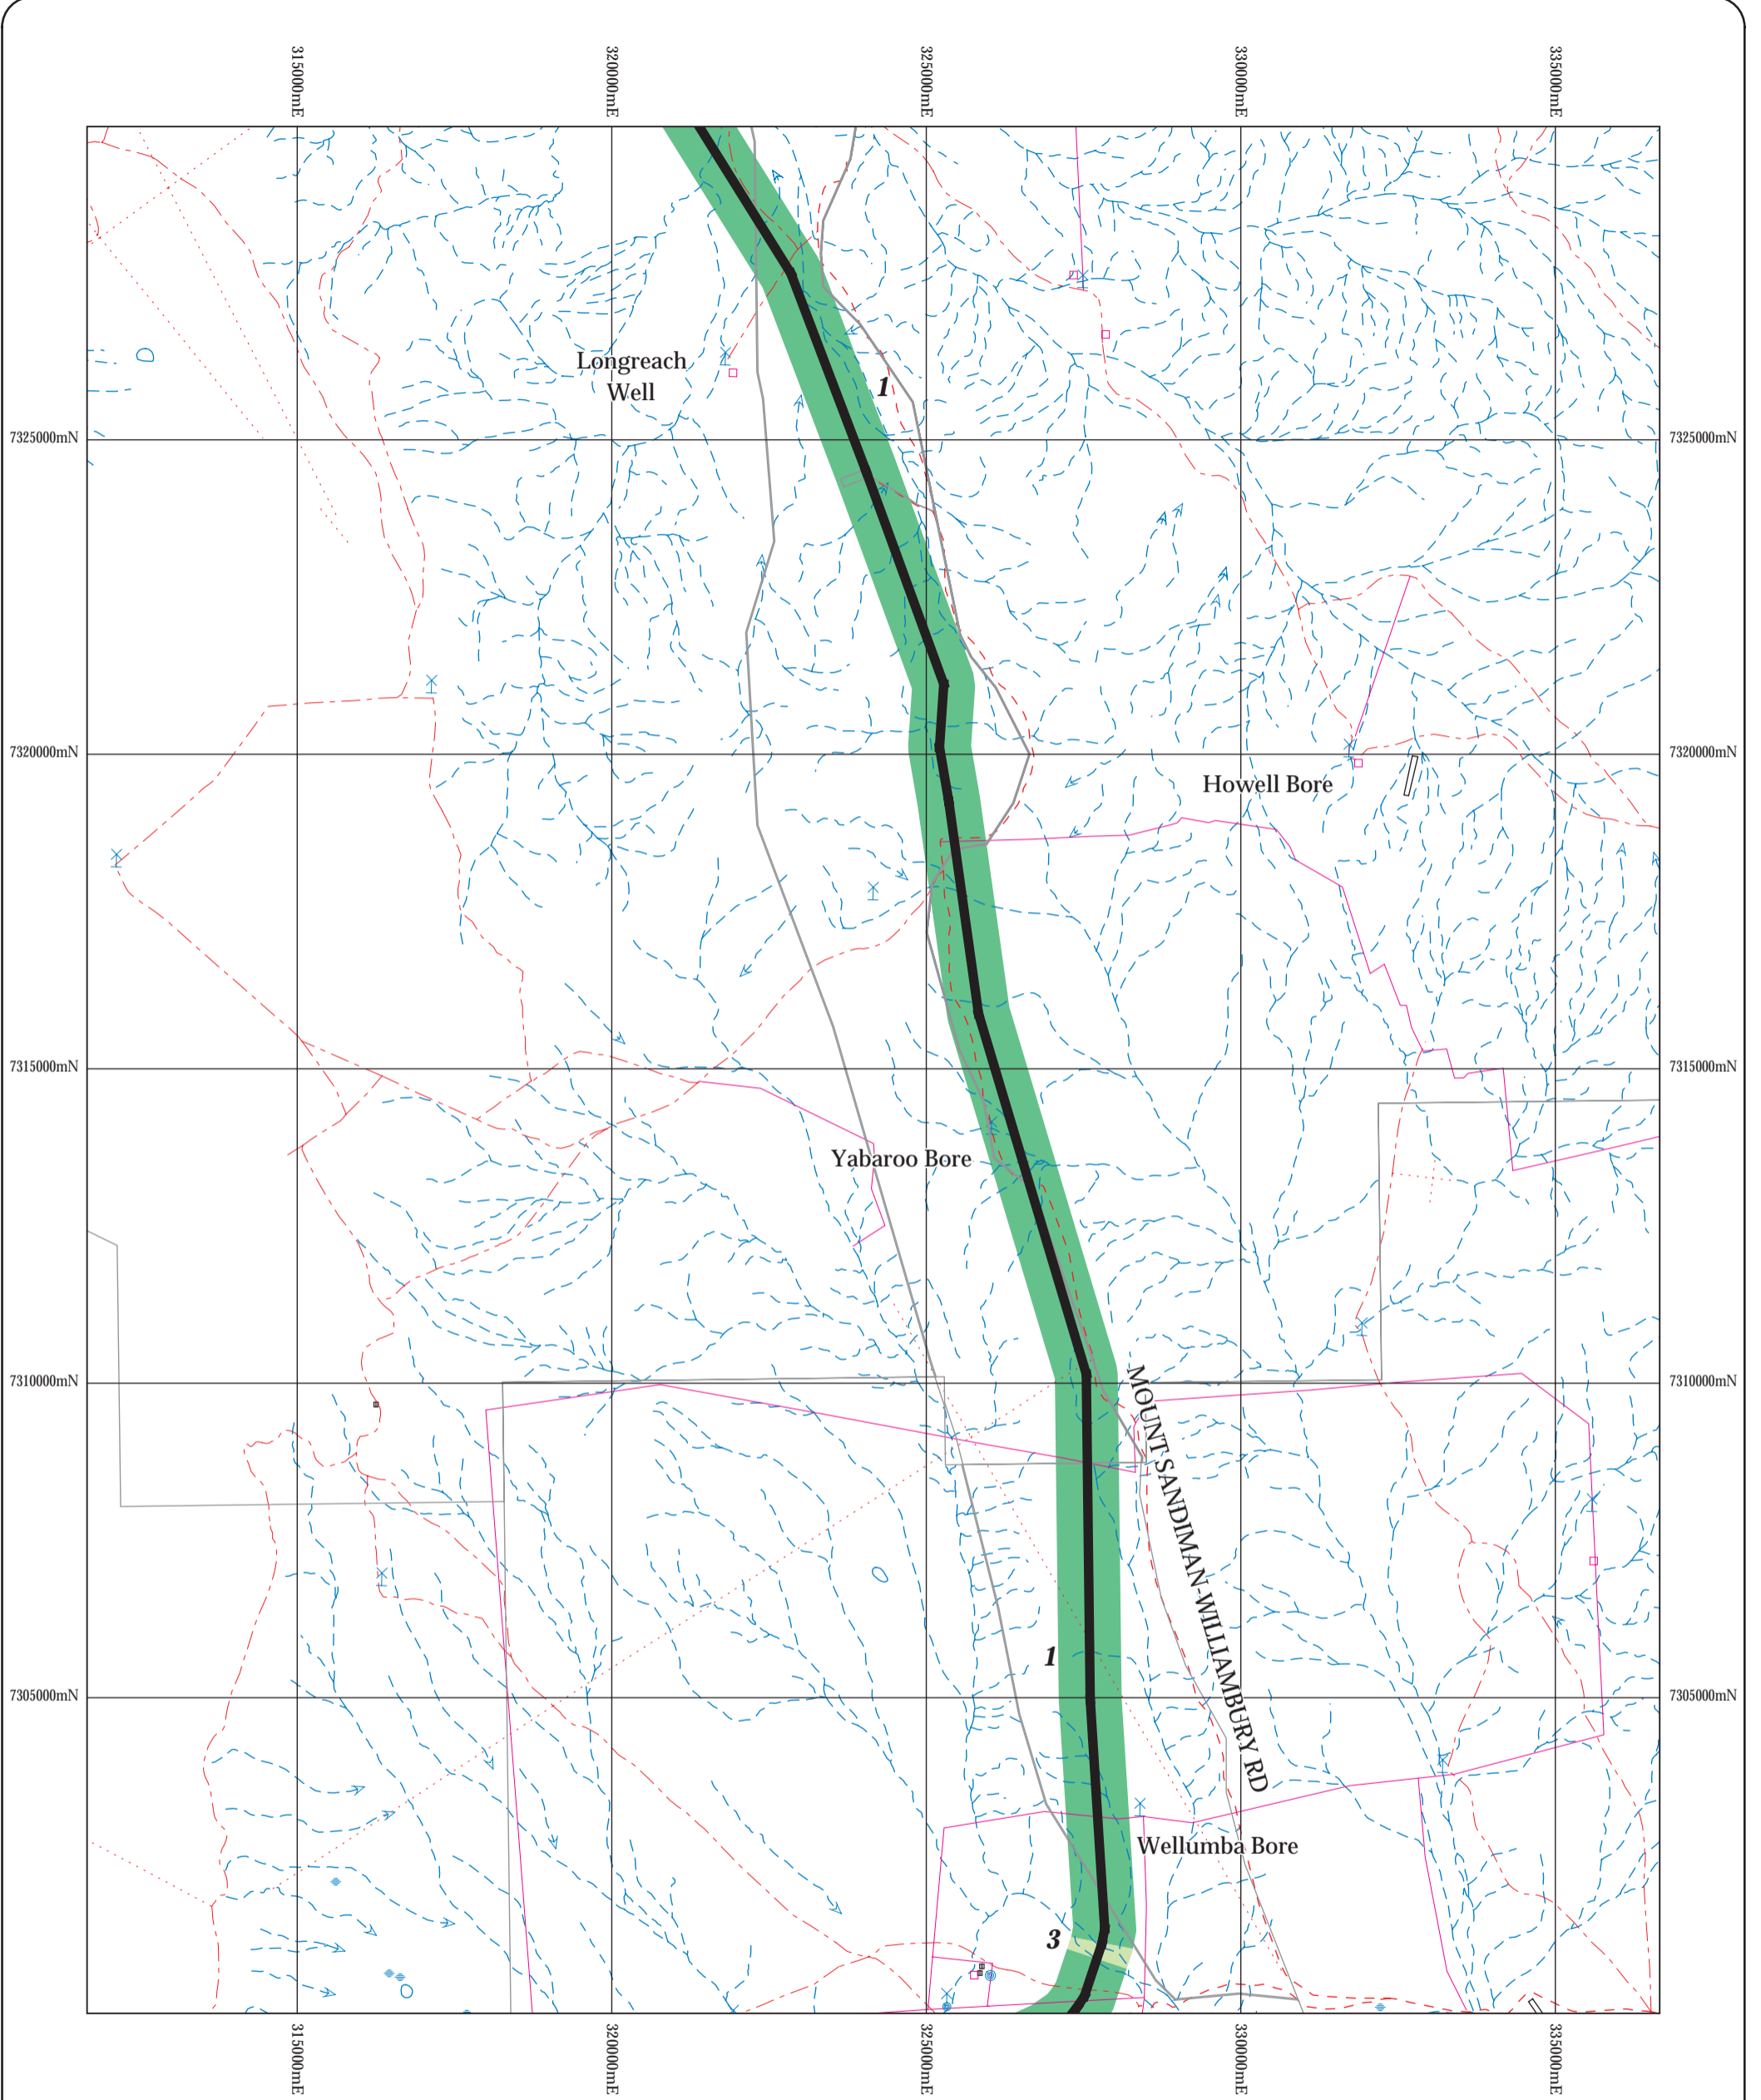 315000mE
320000mE
325000mE
330000mE
335000mE
Longreach
Well
1
7325000mN
7325000mN
7320000mN
7320000mN
Howell Bore
7315000mN
7315000mN
Yabaroo Bore
7310000mN
7310000mN
MOUNT SANDIMAN-WILLIAMBURY RD
1
7305000mN
7305000mN
Wellumba Bore
3
315000mE
320000mE
325000mE
330000mE
335000mE